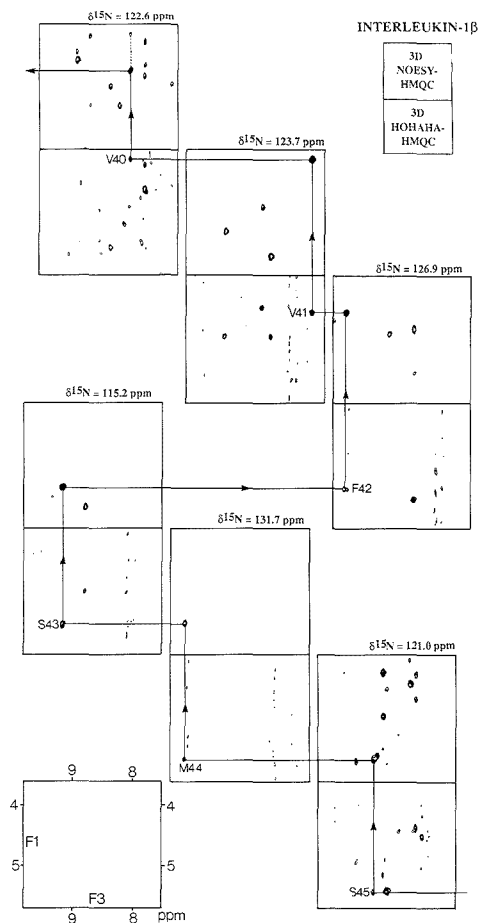 δ15N = 122.6 ppm
INTERLEUKIN-1β
3D
NOESY-
HMQC
3D
HOHAHA-
HMQC
V40
δ15N = 123.7 ppm
V41
δ15N = 126.9 ppm
δ15N = 115.2 ppm
F42
δ15N = 131.7 ppm
S43
δ15N = 121.0 ppm
M44
9 8
4 4
F1
5 5
F3
9 8 ppm
S45